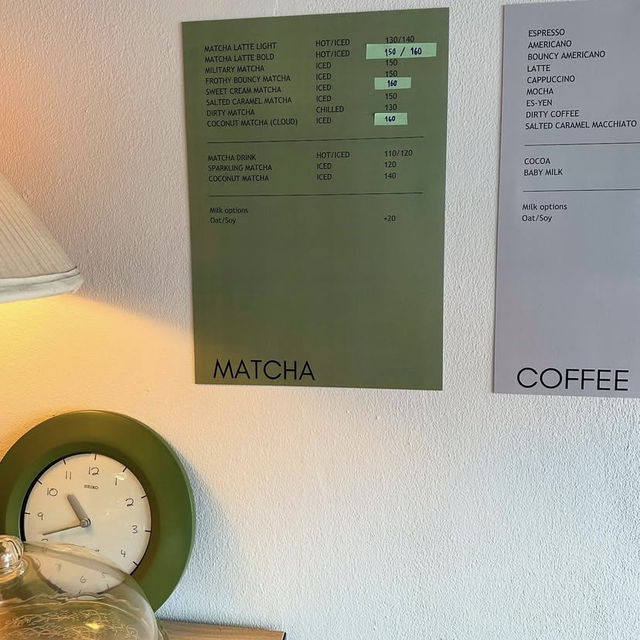 MATCHA LATTE LIGHT HOT/ICED 130/140
MATCHA LATTE BOLD HOT/ICED 150 / 160
MILITARY MATCHA ICED 150
FROTHY BOUNCY MATCHA ICED 150
SWEET CREAM MATCHA ICED 160
SALTED CARAMEL MATCHA ICED 150
DIRTY MATCHA CHILLED 130
COCONUT MATCHA (CLOUD) ICED 160
MATCHA DRINK HOT/ICED 110/120
SPARKLING MATCHA ICED 120
COCONUT MATCHA ICED 140
Milk options
Oat/Soy +20
MATCHA
ESPRESSO
AMERICANO
BOUNCY AMERICANO
LATTE
CAPPUCCINO
MOCHA
ES-YEN
DIRTY COFFEE
SALTED CARAMEL MACCHIATO
COCOA
BABY MILK
Milk options
Oat/Soy
COFFEE
11 12 1
10 SEIKO 2
9 3
4
7 6 5